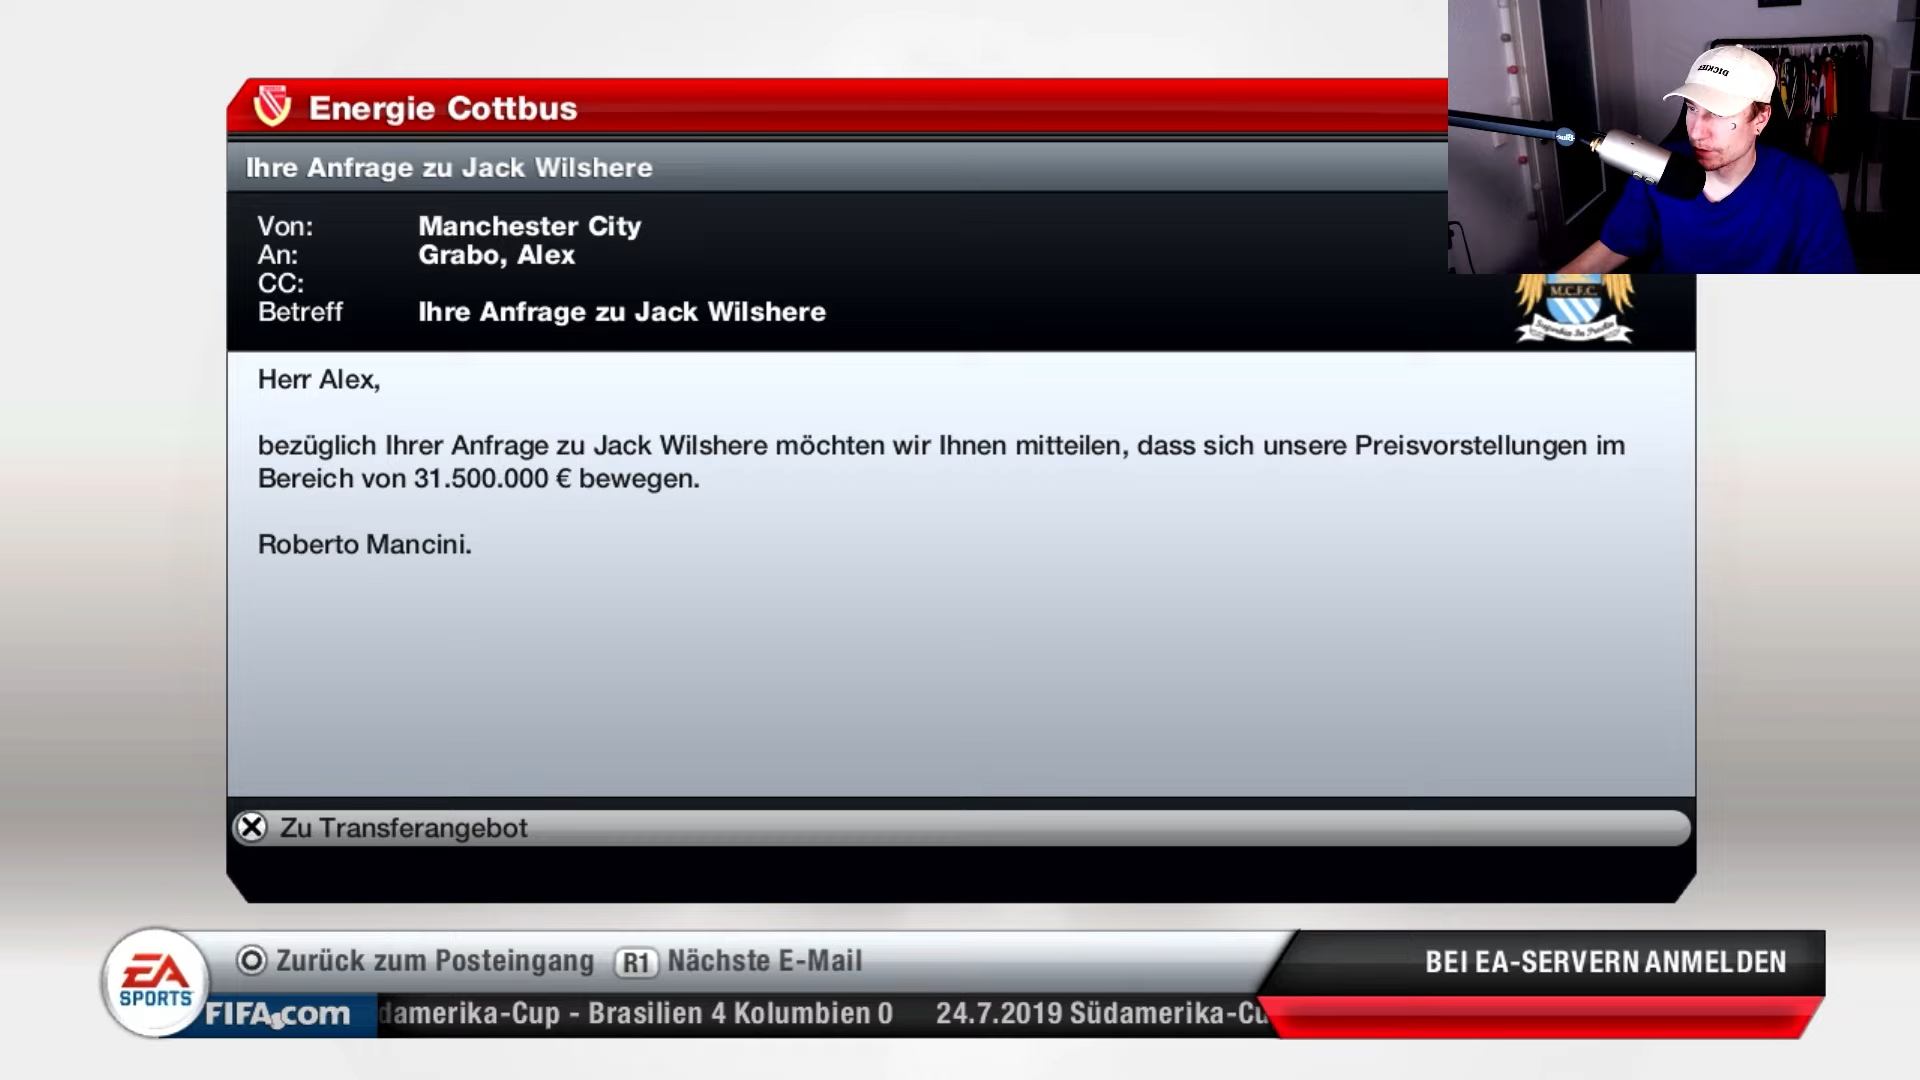 Energie Cottbus
Ihre Anfrage zu Jack Wilshere
Von: Manchester City
An: Grabo, Alex
CC:
Betreff Ihre Anfrage zu Jack Wilshere
M.C.F.C.
Herr Alex,
bezüglich Ihrer Anfrage zu Jack Wilshere möchten wir Ihnen mitteilen, dass sich unsere Preisvorstellungen im
Bereich von 31.500.000 € bewegen.
Roberto Mancini.
Zu Transferangebot
Zurück zum Posteingang R1 Nächste E-Mail
BEI EA-SERVERN ANMELDEN
EA SPORTS
FIFA.com
damerika-Cup - Brasilien 4 Kolumbien 0 24.7.2019 Südamerika-Cu
DICKIES